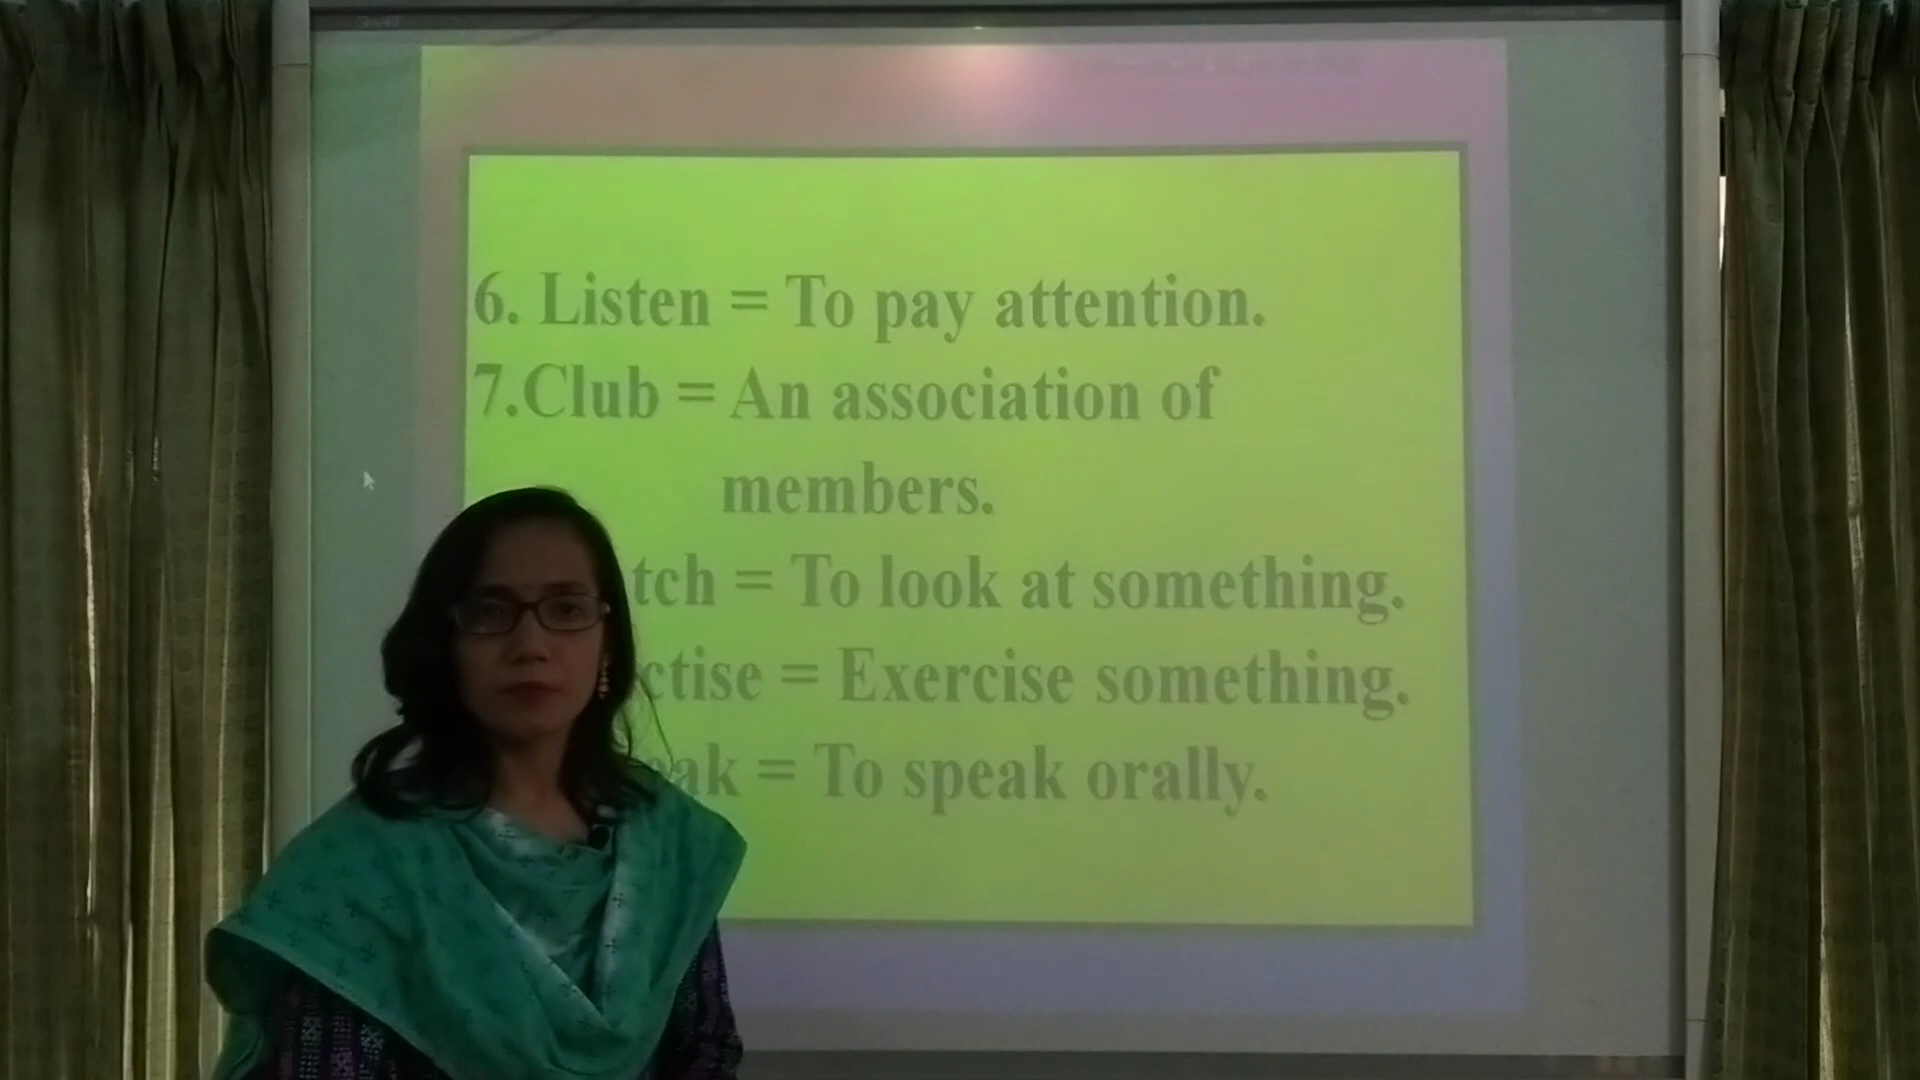 6. Listen = To pay attention.
7.Club = An association of
members.
tch = To look at something.
ctise = Exercise something.
eak = To speak orally.